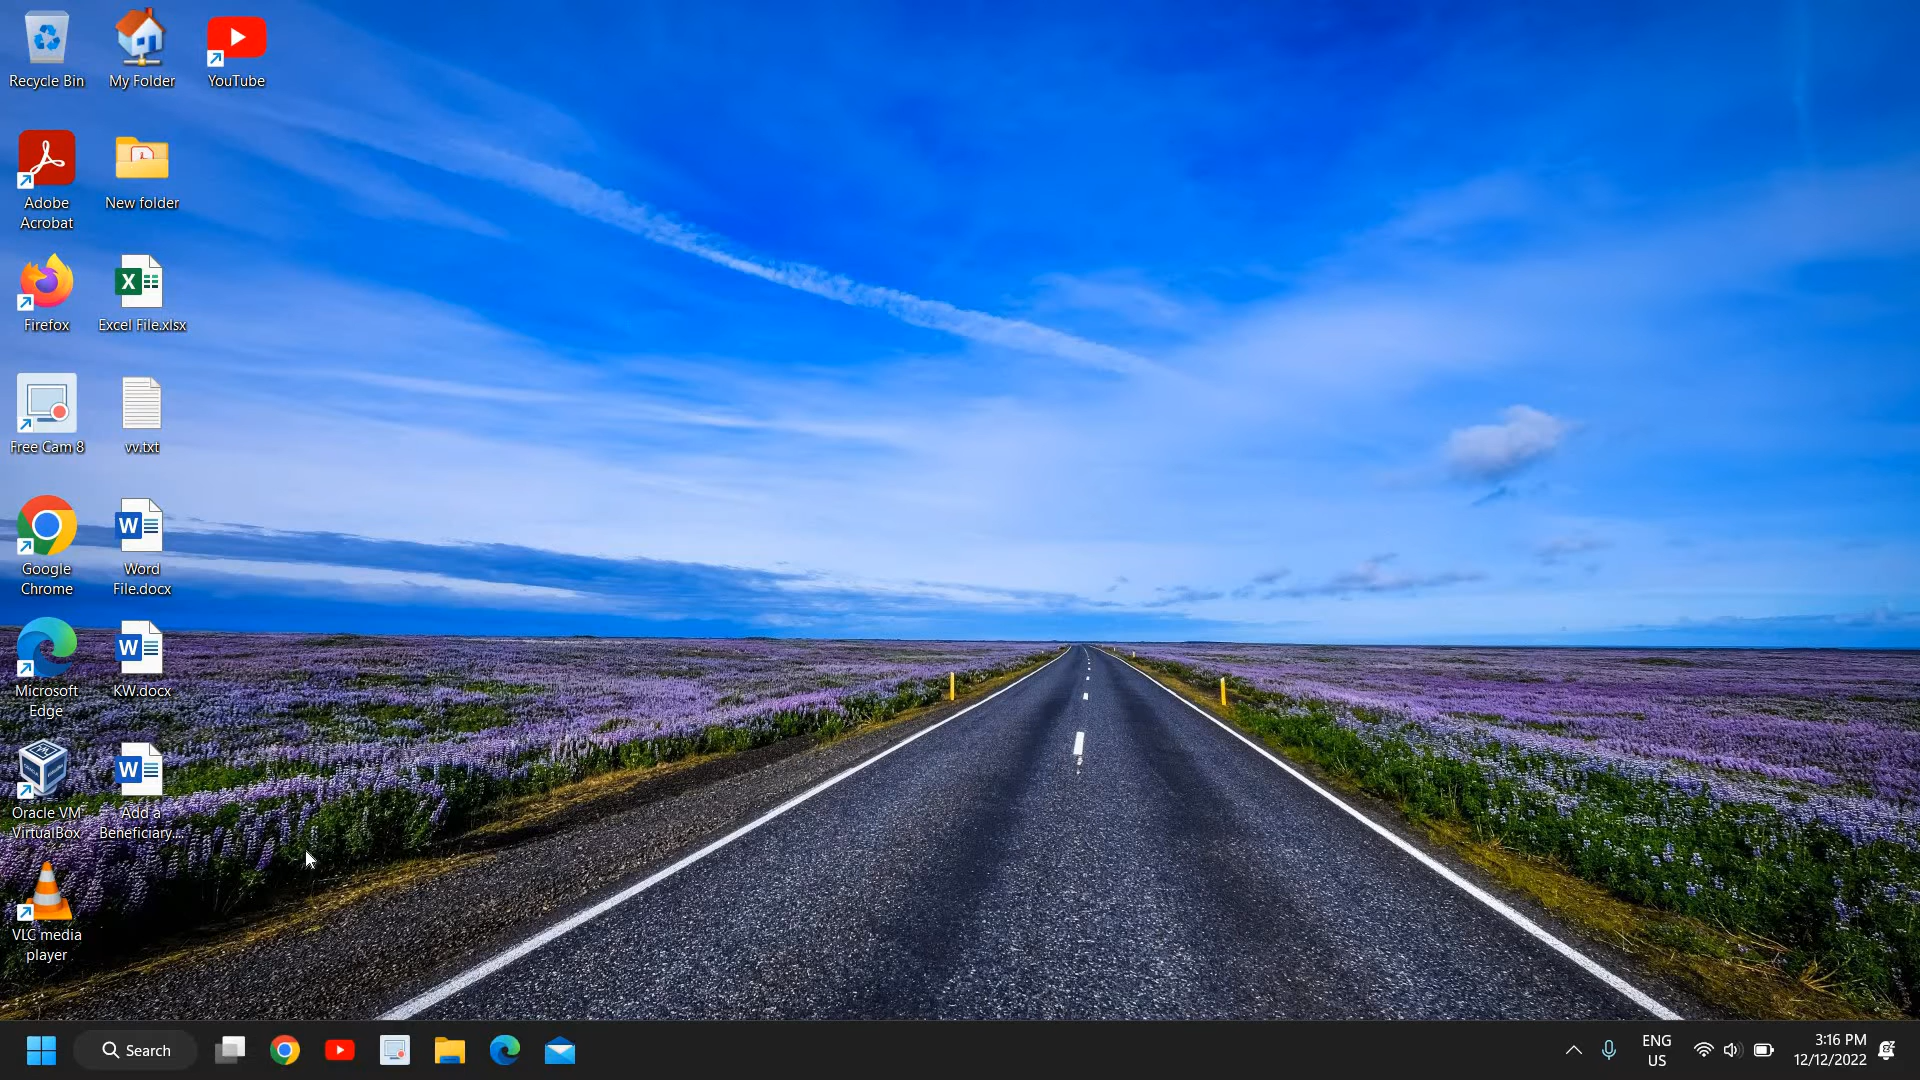 Recycle Bin
My Folder
YouTube
Adobe
Acrobat
New folder
Firefox
Excel File.xlsx
Free Cam 8
vv.txt
Google
Chrome
Word
File.docx
Microsoft
Edge
KW.docx
Oracle VM
VirtualBox
Add a
Beneficiary....
VLC media
player
Search
ENG
US
3:16 PM
12/12/2022